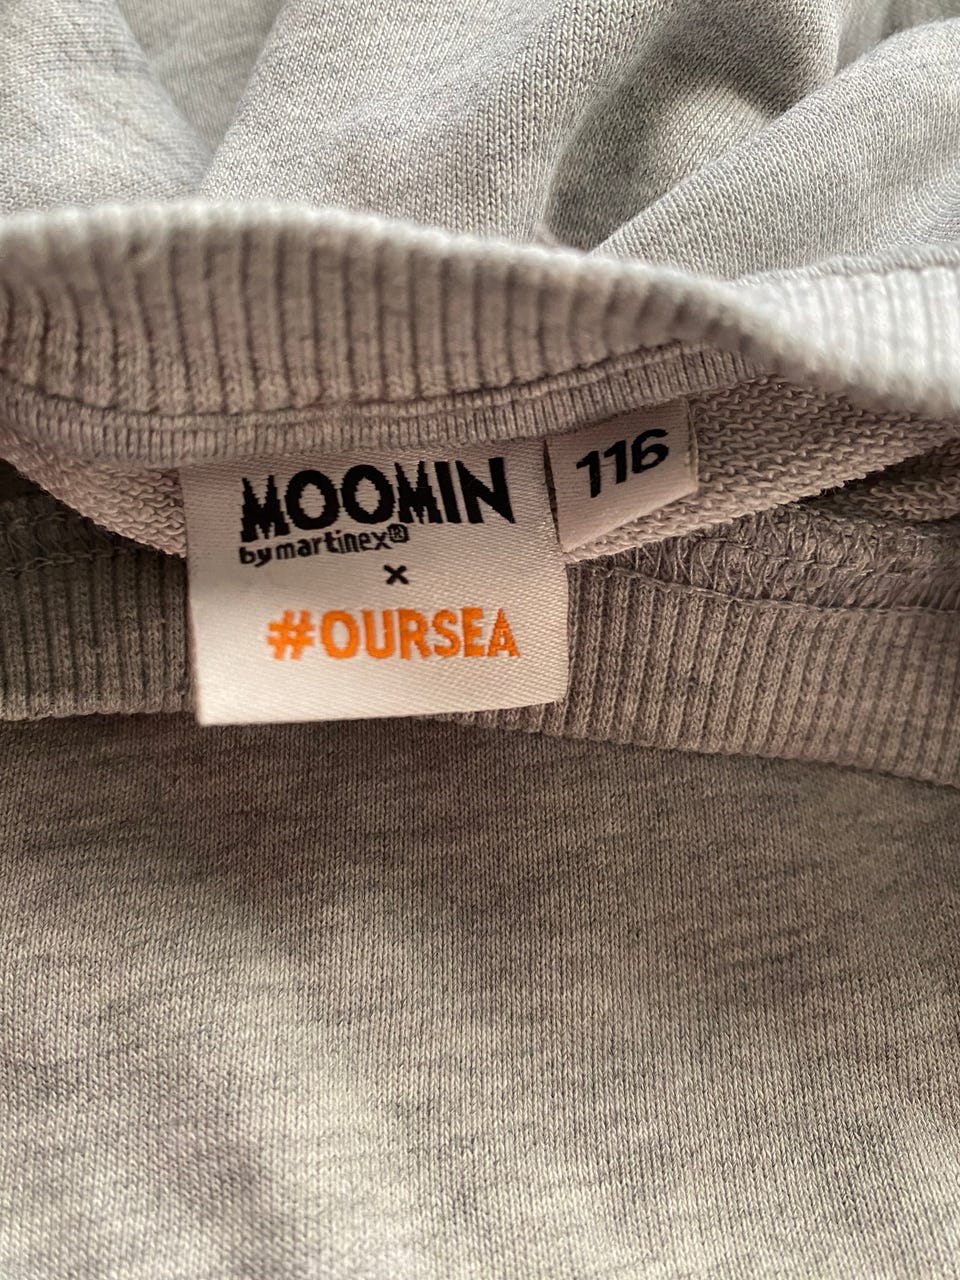 MOOMIN
by martinex®
x
#OURSEA
116